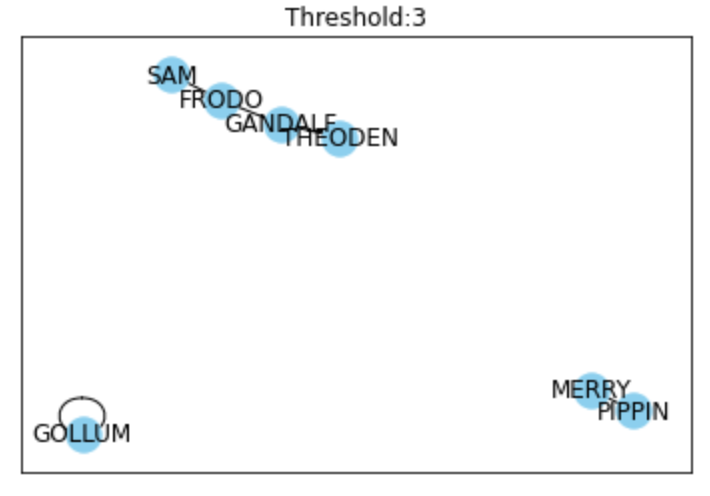 Threshold:3
SAM
FRODO
GANDALF
THEODEN
MERRY
PIPPIN
GOLLUM